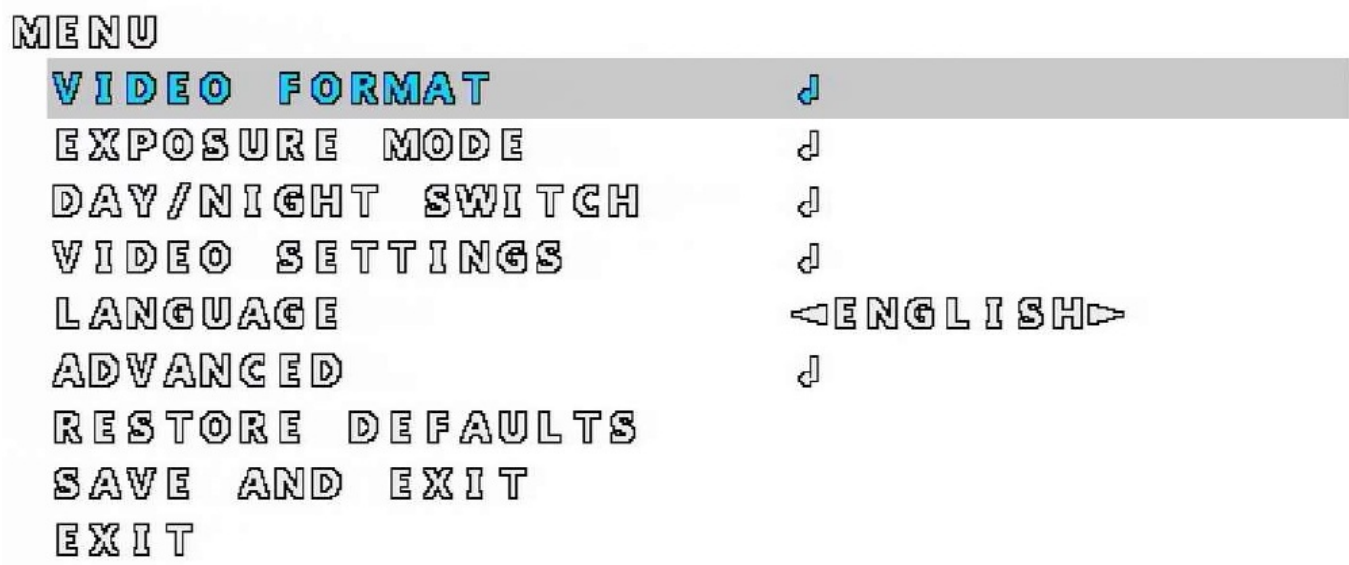 MENU
VIDEO FORMAT ↲
EXPOSURE MODE ↲
DAY/NIGHT SWITCH ↲
VIDEO SETTINGS ↲
LANGUAGE ◅ENGLISH▻
ADVANCED ↲
RESTORE DEFAULTS
SAVE AND EXIT
EXIT